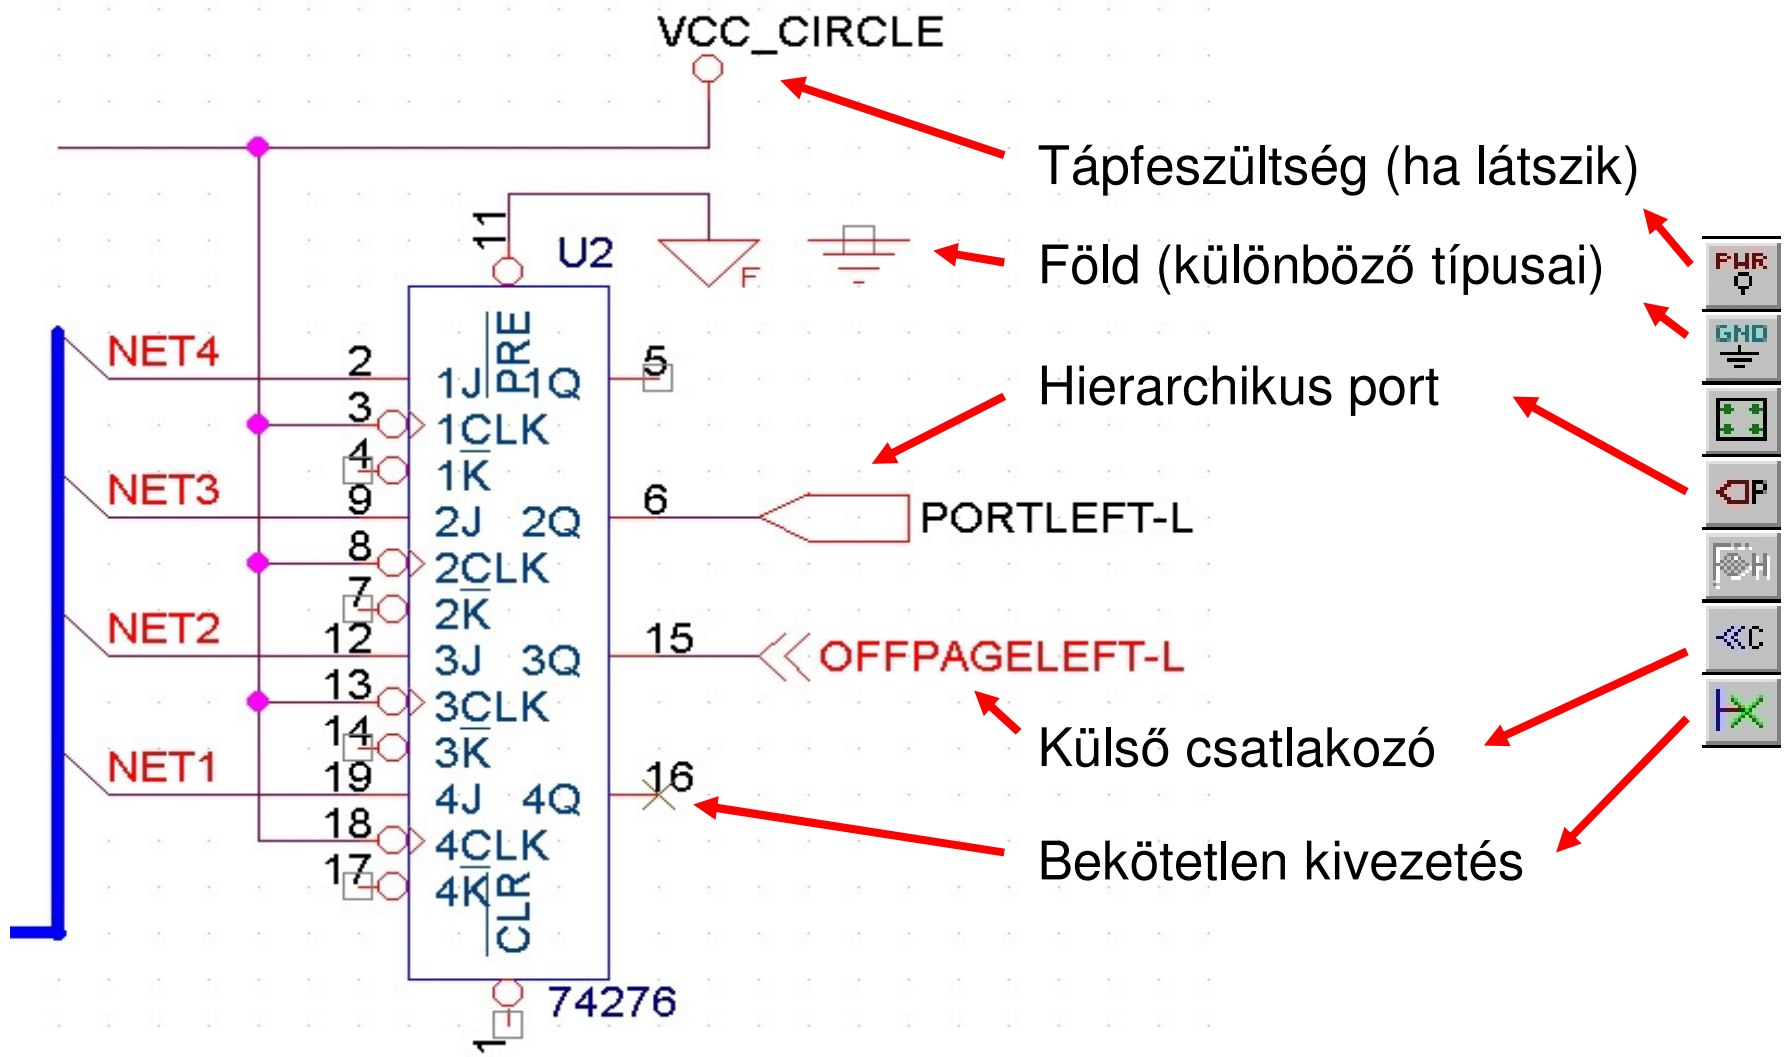 VCC_CIRCLE
Tápfeszültség (ha látszik)
11
U2
F
Föld (különböző típusai)
PWR
GND
NET4
2
1J
PRE
1Q
5
Hierarchikus port
3
1CLK
4
1K
NET3
9
2J
2Q
6
PORTLEFT-L
P
8
2CLK
H
7
2K
NET2
12
3J
3Q
15
OFFPAGELEFT-L
C
13
3CLK
14
3K
Külső csatlakozó
NET1
19
4J
4Q
16
18
4CLK
Bekötetlen kivezetés
17
4K
CLR
74276
1